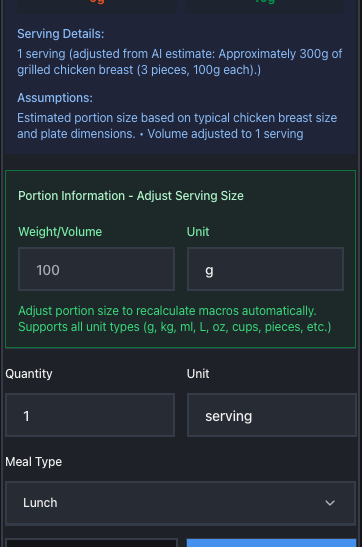 Serving Details:
1 serving (adjusted from AI estimate: Approximately 300g of
grilled chicken breast (3 pieces, 100g each).)
Assumptions:
Estimated portion size based on typical chicken breast size
and plate dimensions. • Volume adjusted to 1 serving
Portion Information - Adjust Serving Size
Weight/Volume
Unit
100
g
Adjust portion size to recalculate macros automatically.
Supports all unit types (g, kg, ml, L, oz, cups, pieces, etc.)
Quantity
Unit
1
serving
Meal Type
Lunch